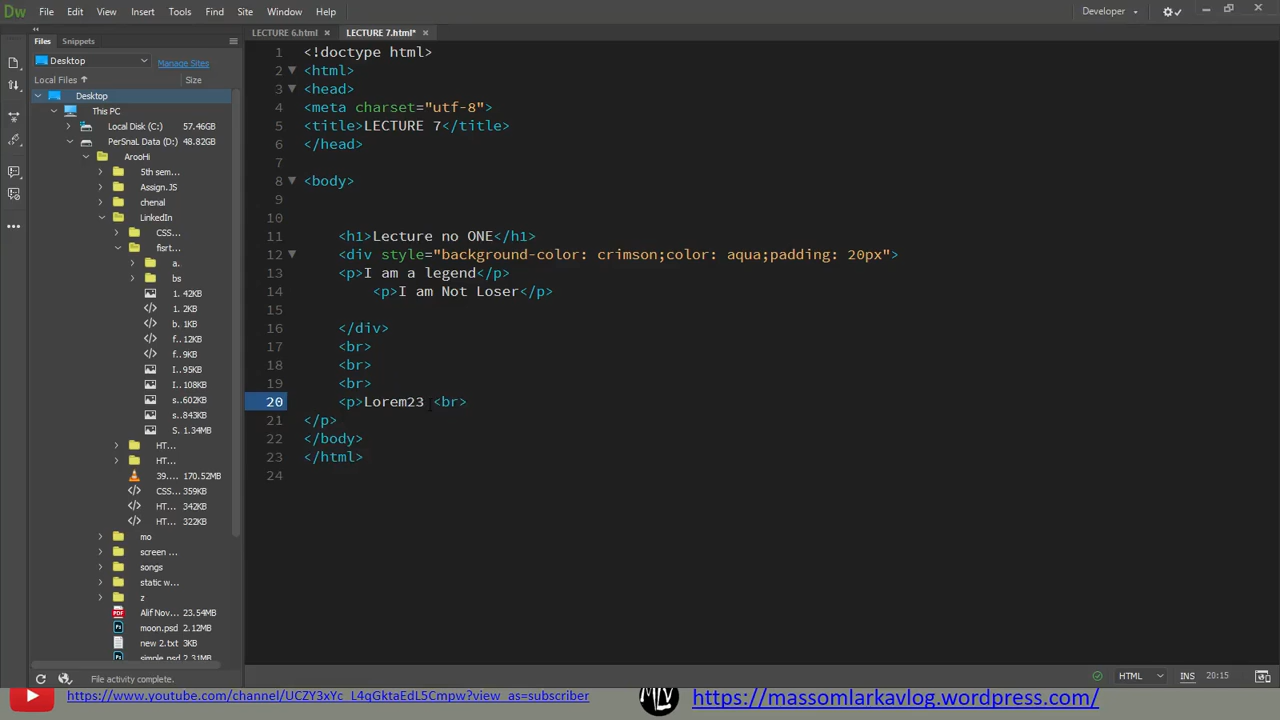 Dw File Edit View Insert Tools Find Site Window Help Developer
Files Snippets
LECTURE 6.html LECTURE 7.html*
Desktop Manage Sites
Local Files Size
Desktop
This PC
Local Disk (C:) 57.46GB
PerSnaL Data (D:) 48.82GB
ArooHi
5th sem...
Assign.JS
chenal
LinkedIn
CSS...
fisrt...
a.
bs
1. 42KB
1. 2KB
b. 1KB
f.. 12KB
f.. 9KB
I.. 95KB
I... 108KB
s... 602KB
s... 843KB
S. 1.34MB
HT...
HT...
39... 170.52MB
CSS... 359KB
HT... 342KB
HT... 322KB
mo
screen ...
songs
static w...
z
Alif Nov... 23.54MB
moon.psd 2.12MB
new 2.txt 3KB
simple.psd 2.31MB
File activity complete.
1 <!doctype html>
2 <html>
3 <head>
4 <meta charset="utf-8">
5 <title>LECTURE 7</title>
6 </head>
7
8 <body>
9
10
11 <h1>Lecture no ONE</h1>
12 <div style="background-color: crimson;color: aqua;padding: 20px">
13 <p>I am a legend</p>
14 <p>I am Not Loser</p>
15
16 </div>
17 <br>
18 <br>
19 <br>
20 <p>Lorem23 <br>
21 </p>
22 </body>
23 </html>
24
HTML INS 20:15
https://www.youtube.com/channel/UCZY3xYc_L4qGktaEdL5Cmpw?view_as=subscriber
MLV
https://massomlarkavlog.wordpress.com/